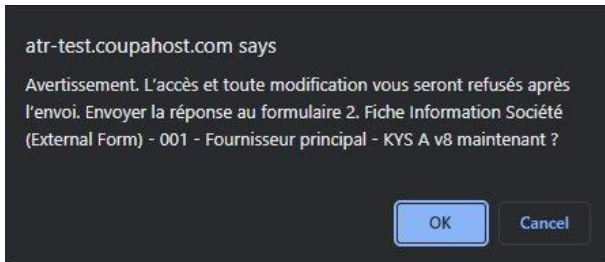 atr-test.coupahost.com says
Avertissement. L'accès et toute modification vous seront refusés après
l'envoi. Envoyer la réponse au formulaire 2. Fiche Information Société
(External Form) - 001 - Fournisseur principal - KYS A v8 maintenant ?
OK
Cancel